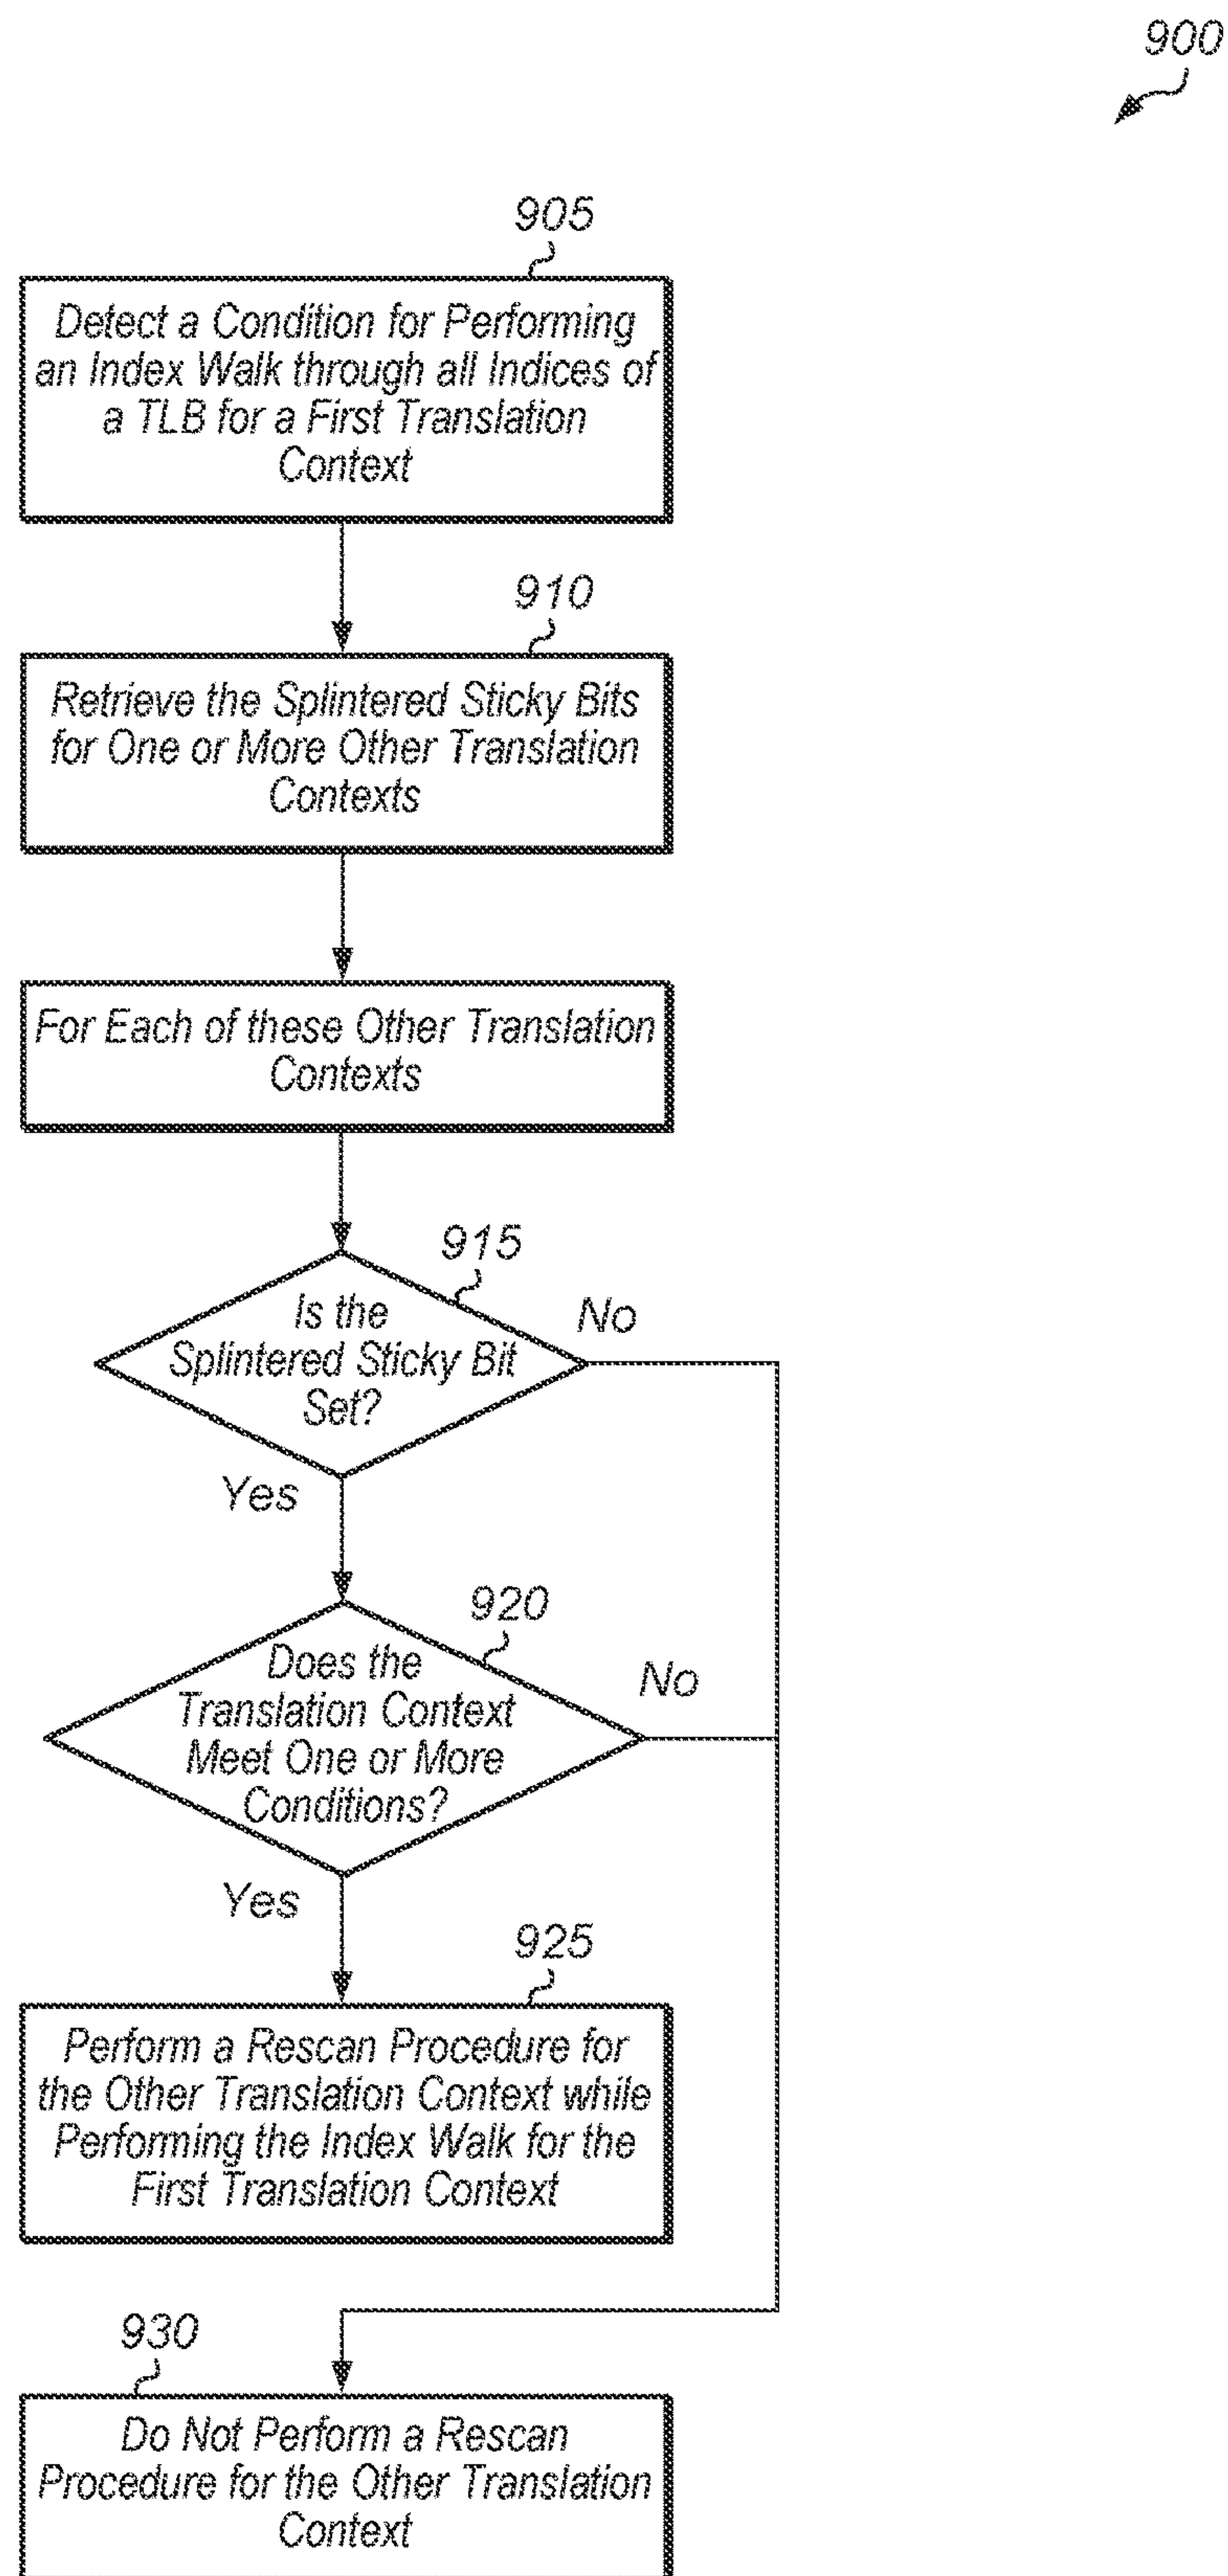 900
905
Detect a Condition for Performing
an Index Walk through all Indices of
a TLB for a First Translation
Context
910
Retrieve the Splintered Sticky Bits
for One or More Other Translation
Contexts
For Each of these Other Translation
Contexts
915
Is the
Splintered Sticky Bit
Set?
No
Yes
920
Does the
Translation Context
Meet One or More
Conditions?
No
Yes
925
Perform a Rescan Procedure for
the Other Translation Context while
Performing the Index Walk for the
First Translation Context
930
Do Not Perform a Rescan
Procedure for the Other Translation
Context